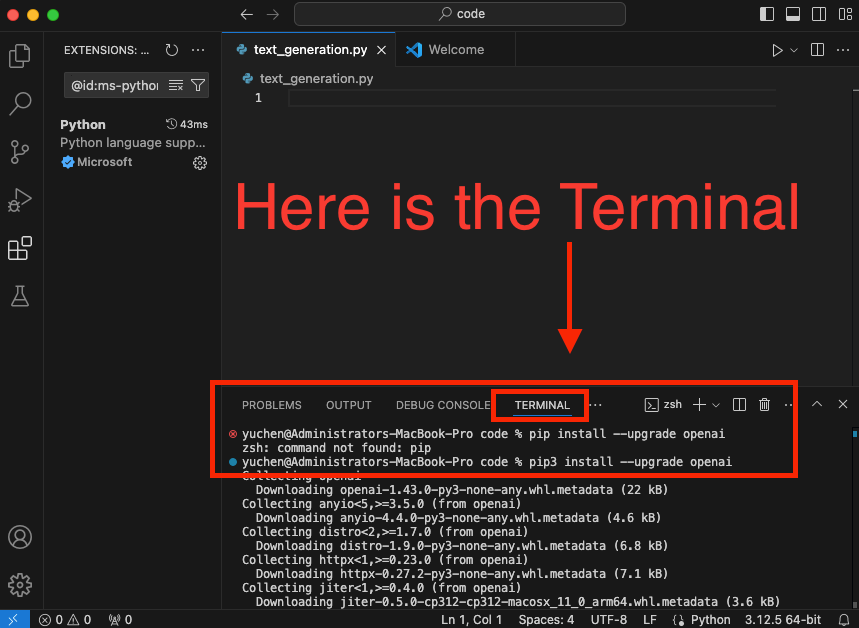 code
EXTENSIONS: ...
text_generation.py
Welcome
@id:ms-python
text_generation.py
1
Python
43ms
Python language supp...
Microsoft
Here is the Terminal
PROBLEMS
OUTPUT
DEBUG CONSOLE
TERMINAL
zsh
yuchen@Administrators-MacBook-Pro code % pip install --upgrade openai
zsh: command not found: pip
yuchen@Administrators-MacBook-Pro code % pip3 install --upgrade openai
Collecting openai
Downloading openai-1.43.0-py3-none-any.whl.metadata (22 kB)
Collecting anyio<5,>=3.5.0 (from openai)
Downloading anyio-4.4.0-py3-none-any.whl.metadata (4.6 kB)
Collecting distro<2,>=1.7.0 (from openai)
Downloading distro-1.9.0-py3-none-any.whl.metadata (6.8 kB)
Collecting httpx<1,>=0.23.0 (from openai)
Downloading httpx-0.27.2-py3-none-any.whl.metadata (7.1 kB)
Collecting jiter<1,>=0.4.0 (from openai)
Downloading jiter-0.5.0-cp312-cp312-macosx_11_0_arm64.whl.metadata (3.6 kB)
0 0 0 Ln 1, Col 1 Spaces: 4 UTF-8 LF Python 3.12.5 64-bit